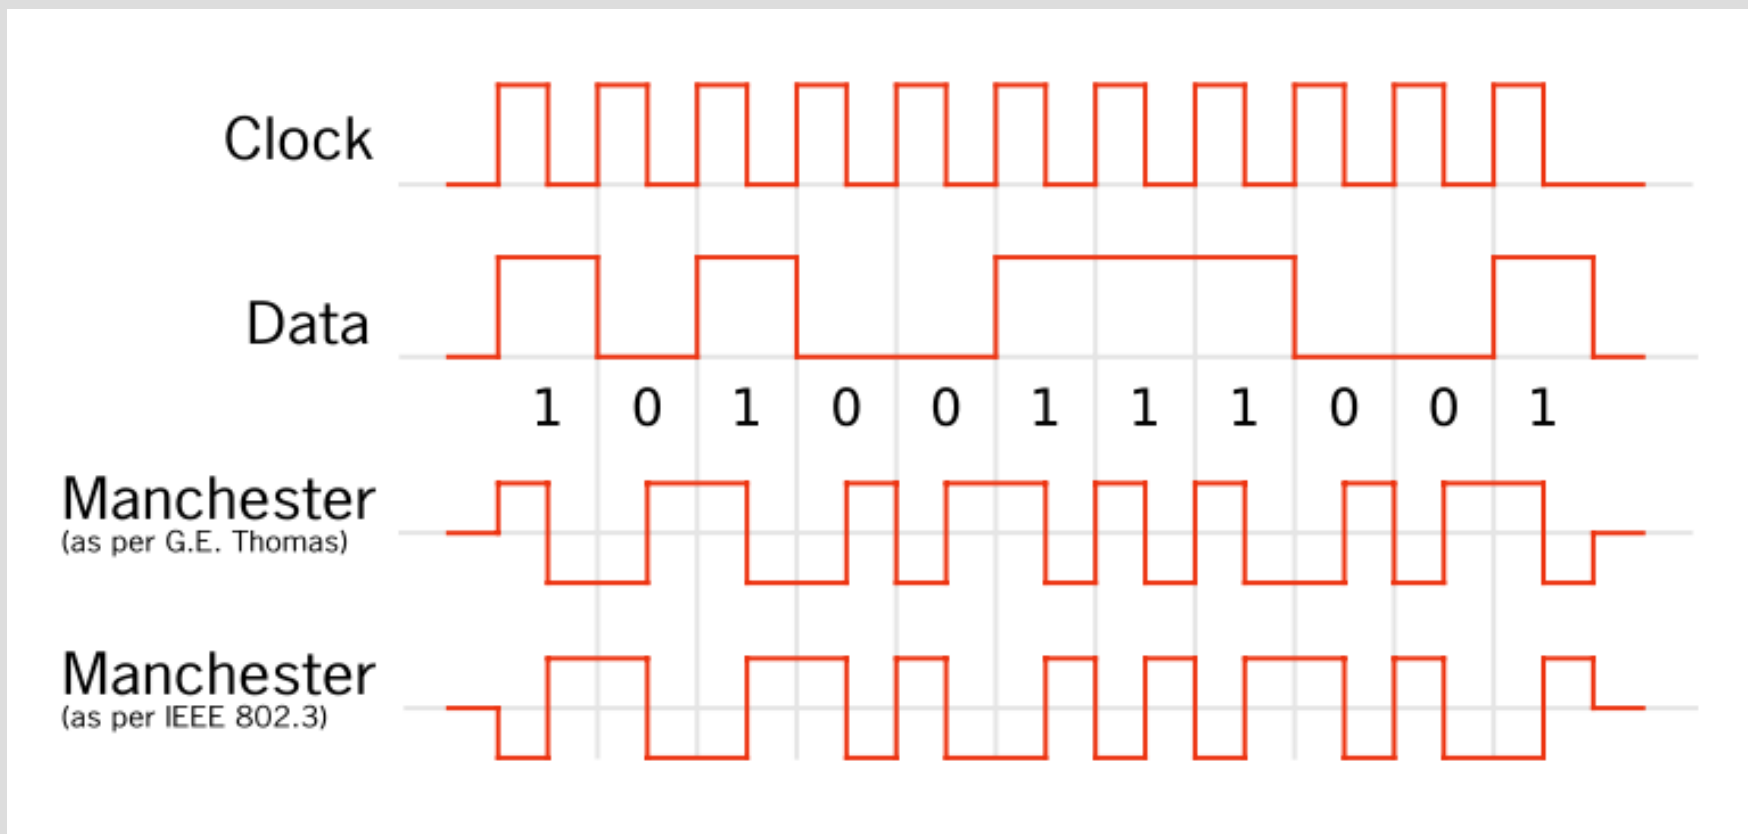 Clock
Data
1 0 1 0 0 1 1 1 0 0 1
Manchester
(as per G.E. Thomas)
Manchester
(as per IEEE 802.3)